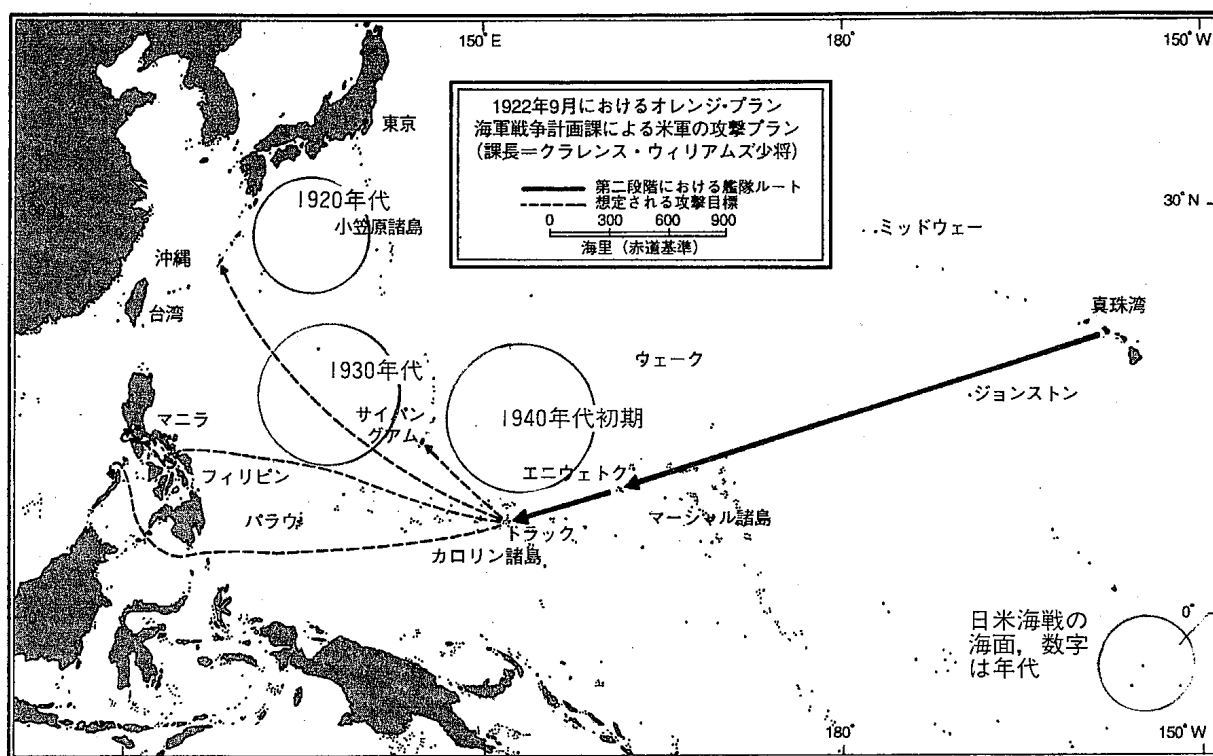 150°E
180°
150°W
1922年9月におけるオレンジ・プラン
海軍戦争計画課による米軍の攻撃プラン
(課長=クラレンス・ウィリアムズ少将)
第二段階における艦隊ルート
想定される攻撃目標
0 300 600 900
海里(赤道基準)
東京
1920年代
小笠原諸島
30°N
ミッドウェー
沖縄
台湾
真珠湾
ウェーク
1930年代
ジョンストン
サイパン
グアム
マニラ
1940年代初期
エニウェトク
フィリピン
パラウ
マーシャル諸島
トラック
カロリン諸島
日米海戦の
海面,数字
は年代
0°
180°
150°W